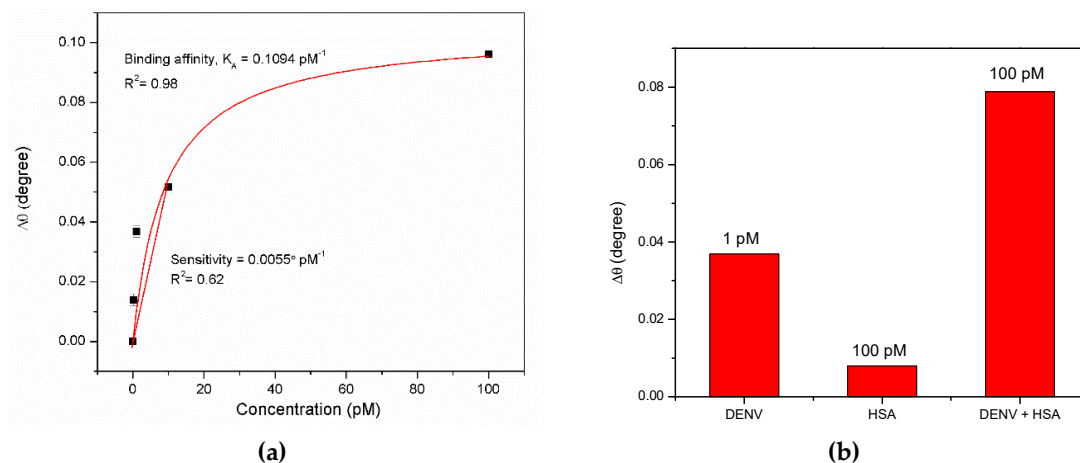 0.10
0.08
0.06
0.04
0.02
0.00
Δθ (degree)
Binding affinity, K_A = 0.1094 pM⁻¹
R²= 0.98
Sensitivity = 0.0055° pM⁻¹
R²= 0.62
0 20 40 60 80 100
Concentration (pM)
(a)
0.08
0.06
0.04
0.02
0.00
Δθ (degree)
1 pM
100 pM
100 pM
DENV HSA DENV + HSA
(b)